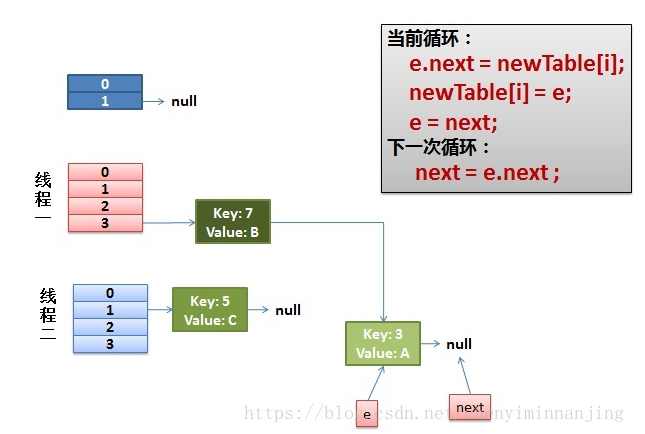 当前循环：
e.next = newTable[i];
newTable[i] = e;
e = next;
下一次循环：
next = e.next ;
0
1
null
线程一
0
1
2
3
Key: 7
Value: B
线程二
0
1
2
3
Key: 5
Value: C
null
Key: 3
Value: A
null
e
next
https://blog.csdn.net/
enyiminnanjing